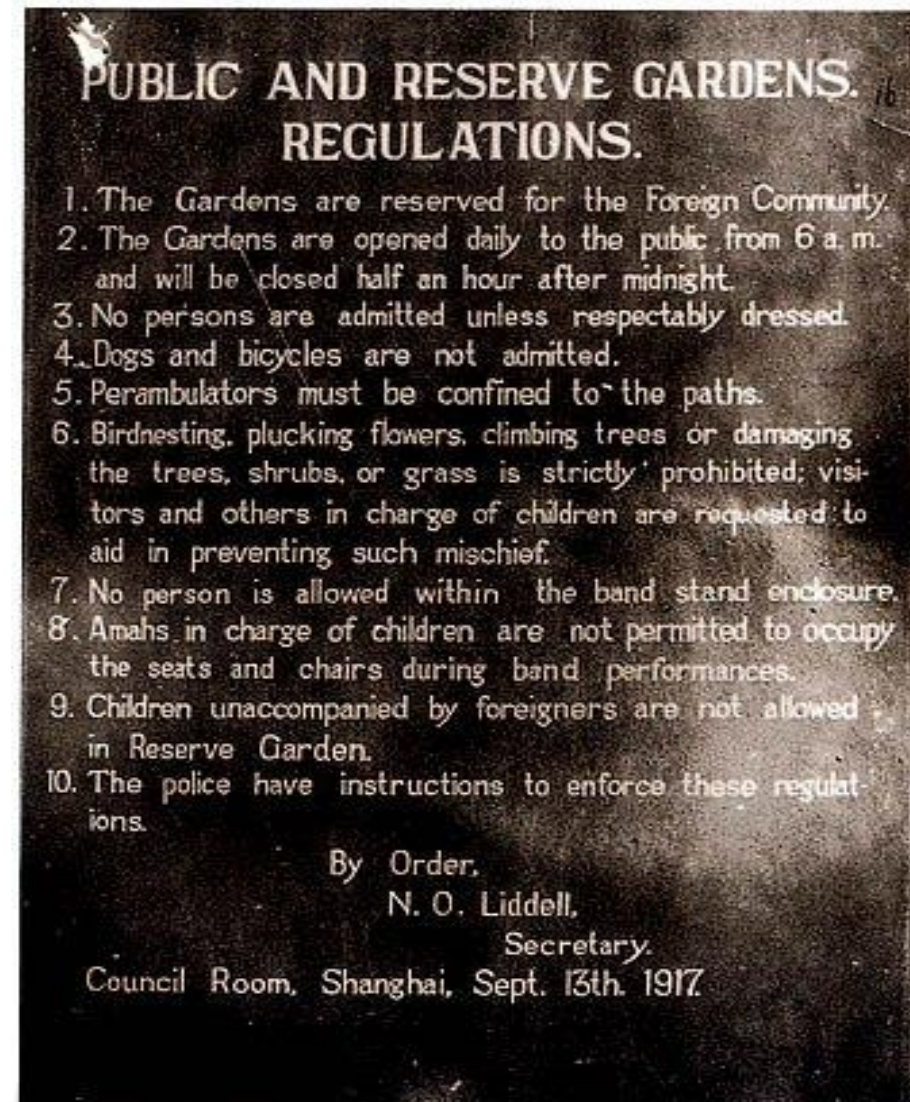 PUBLIC AND RESERVE GARDENS.
REGULATIONS.
1. The Gardens are reserved for the Foreign Community.
2. The Gardens are opened daily to the public from 6 a.m.
and will be closed half an hour after midnight.
3. No persons are admitted unless respectably dressed.
4. Dogs and bicycles are not admitted.
5. Perambulators must be confined to the paths.
6. Birdnesting, plucking flowers, climbing trees or damaging
the trees, shrubs, or grass is strictly prohibited; visi-
tors and others in charge of children are requested to
aid in preventing such mischief.
7. No person is allowed within the band stand enclosure.
8. Amahs in charge of children are not permitted to occupy
the seats and chairs during band performances.
9. Children unaccompanied by foreigners are not allowed
in Reserve Garden.
10. The police have instructions to enforce these regulat-
ions.
By Order,
N. O. Liddell,
Secretary.
Council Room, Shanghai, Sept. 13th. 1917.